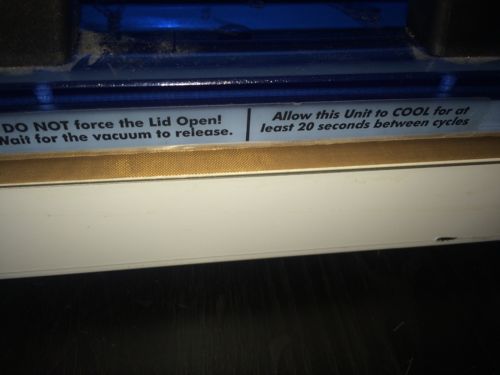 DO NOT force the Lid Open!
Wait for the vacuum to release.
Allow this Unit to COOL for at
least 20 seconds between cycles